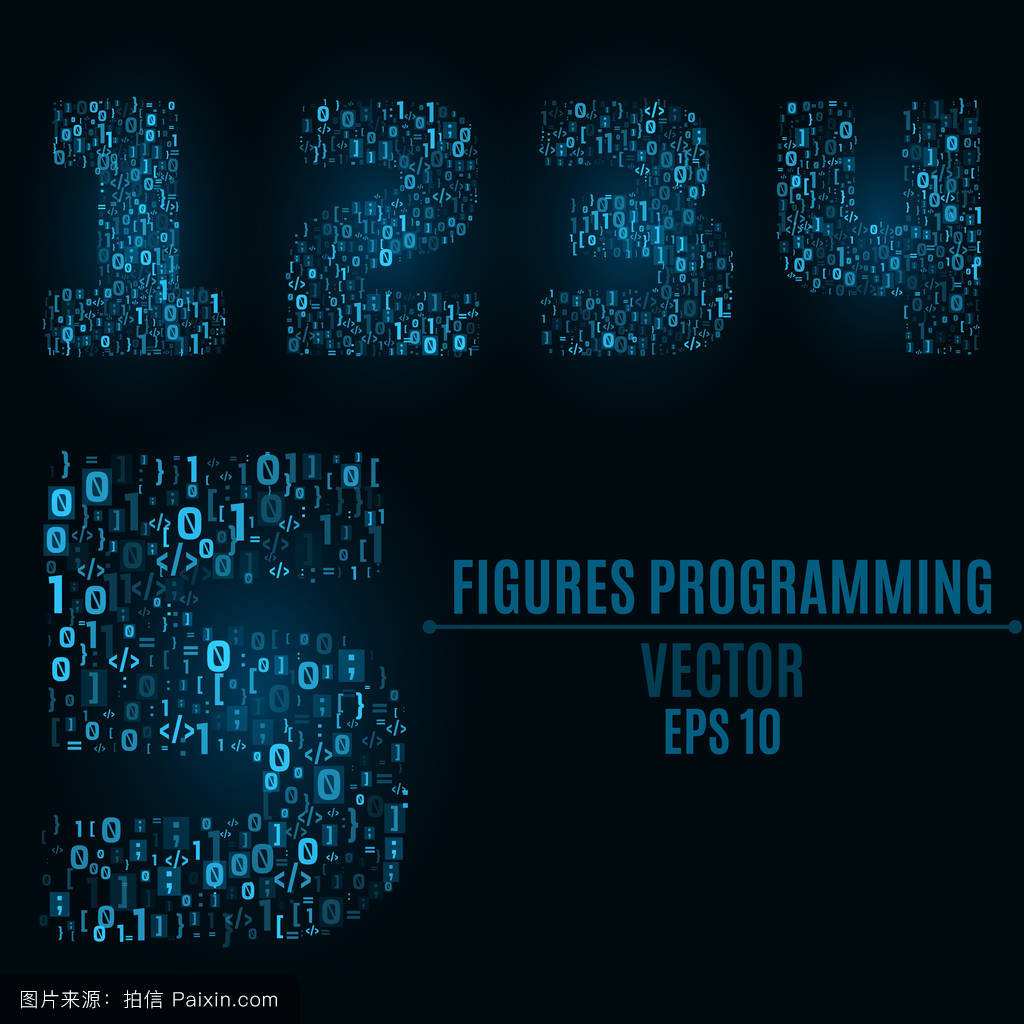 1 2 3 4
5
FIGURES PROGRAMMING
VECTOR
EPS 10
图片来源：拍信 Paixin.com